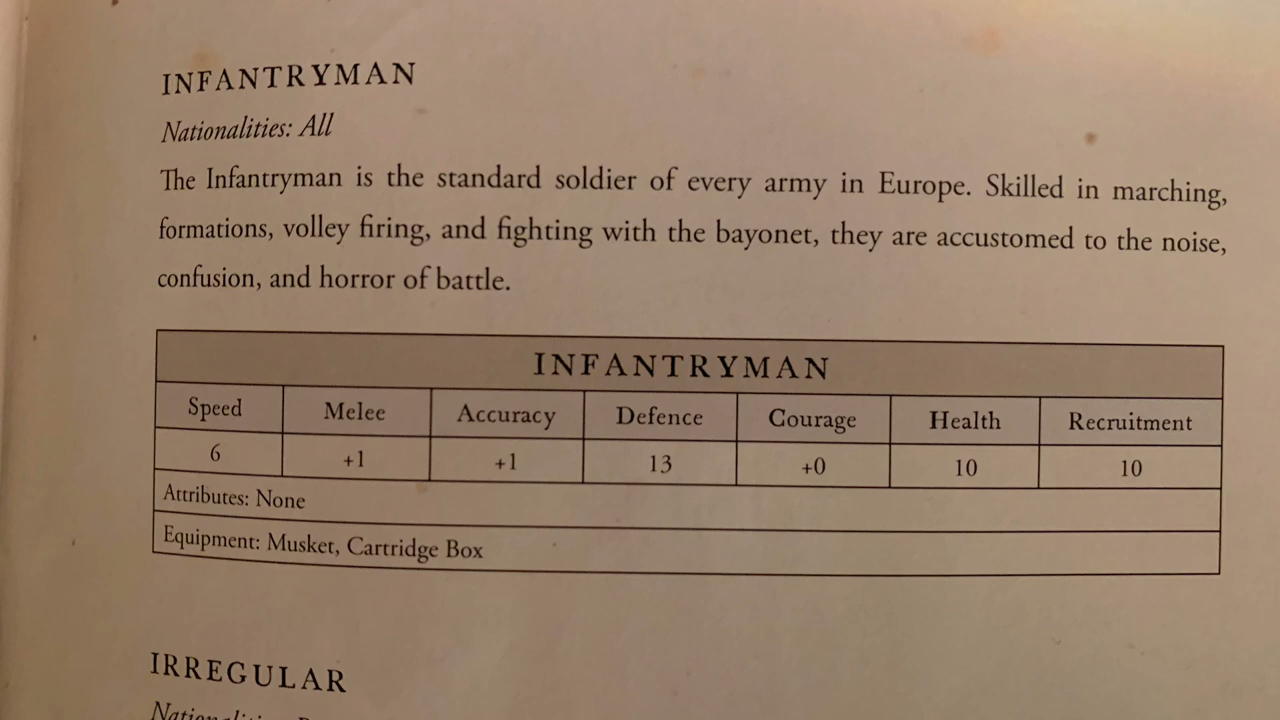 INFANTRYMAN
Nationalities: All
The Infantryman is the standard soldier of every army in Europe. Skilled in marching,
formations, volley firing, and fighting with the bayonet, they are accustomed to the noise,
confusion, and horror of battle.
INFANTRYMAN
Speed Melee Accuracy Defence Courage Health Recruitment
6 +1 +1 13 +0 10 10
Attributes: None
Equipment: Musket, Cartridge Box
IRREGULAR